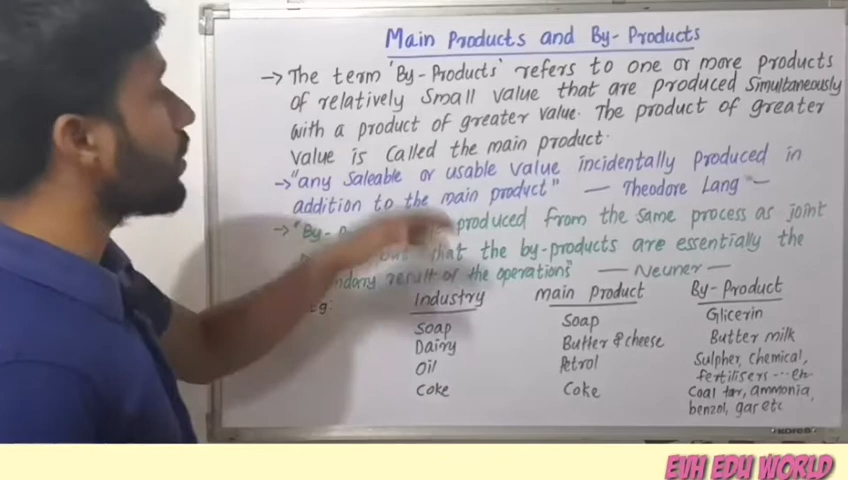 Main Products and By-Products
→ The term 'By-Products' refers to one or more products
of relatively small value that are produced simultaneously
with a product of greater value. The product of greater
value is called the main product.
→ "any saleable or usable value incidentally produced in
addition to the main product" — Theodore Lang —
→ "By- produced from the same process as joint
that the by-products are essentially the
result of the operations" — Neuner —
eg:
Industry Main Product By-Product
Soap Soap Glicerin
Dairy Butter & cheese Butter milk
Oil Petrol Sulpher, chemical,
fertilisers ... etc
Coke Coke Coal tar, ammonia,
benzol, gas etc
EVH EDU WORLD